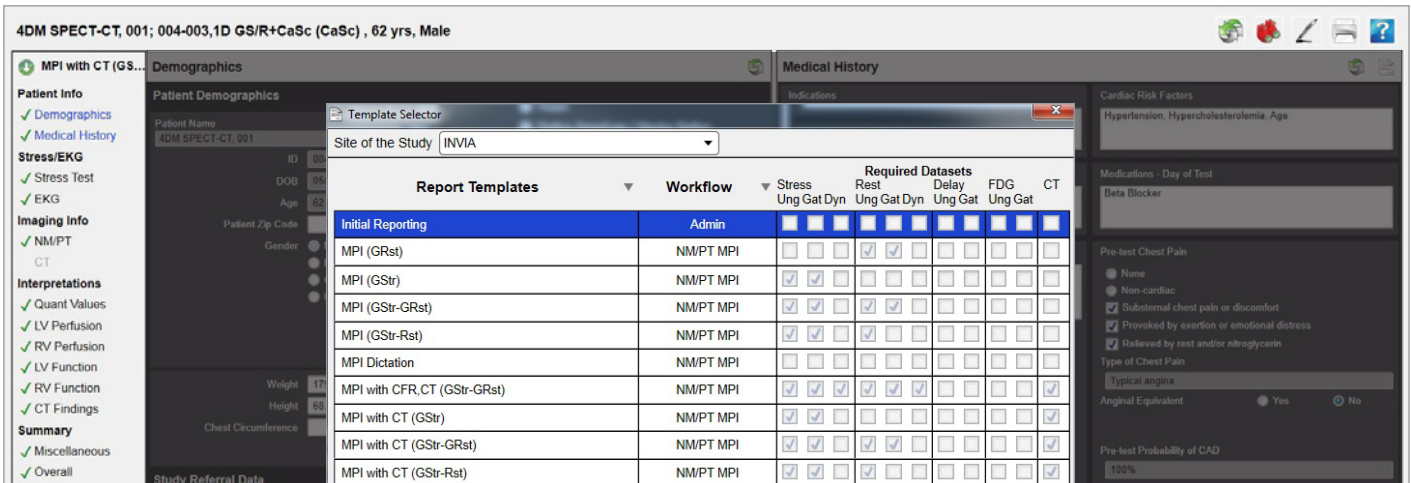 4DM SPECT-CT, 001; 004-003,1D GS/R+CaSc (CaSc) , 62 yrs, Male
MPI with CT (GS...
Patient Info
Demographics
Medical History
Stress/EKG
Stress Test
EKG
Imaging Info
NM/PT
CT
Interpretations
Quant Values
LV Perfusion
RV Perfusion
LV Function
RV Function
CT Findings
Summary
Miscellaneous
Overall
Demographics
Patient Demographics
Patient Name
4DM SPECT-CT, 001
ID
DOB
Age 62
Patient Zip Code
Gender
Weight
Height 68
Chest Circumference
Study Referral Data
Template Selector
Site of the Study INVIA
Required Datasets
Report Templates Workflow Stress Rest Delay FDG CT
Ung Gat Dyn Ung Gat Dyn Ung Gat Ung Gat
Initial Reporting Admin
MPI (GRst) NM/PT MPI
MPI (GStr) NM/PT MPI
MPI (GStr-GRst) NM/PT MPI
MPI (GStr-Rst) NM/PT MPI
MPI Dictation NM/PT MPI
MPI with CFR,CT (GStr-GRst) NM/PT MPI
MPI with CT (GStr) NM/PT MPI
MPI with CT (GStr-GRst) NM/PT MPI
MPI with CT (GStr-Rst) NM/PT MPI
Medical History
Indications
Cardiac Risk Factors
Hypertension, Hypercholesterolemia, Age
Medications - Day of Test
Beta Blocker
Pre-test Chest Pain
None
Non-cardiac
Substernal chest pain or discomfort
Provoked by exertion or emotional distress
Relieved by rest and/or nitroglycerin
Type of Chest Pain
Typical angina
Anginal Equivalent Yes No
Pre-test Probability of CAD
100%